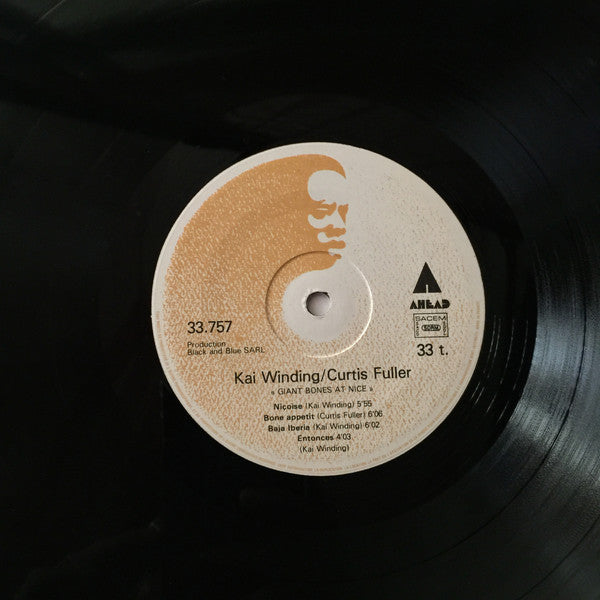 33.757
Production
Black and Blue SARL
AHEAD
SACEM
SDRM
33 t.
Kai Winding/Curtis Fuller
« GIANT BONES AT NICE »
Niçoise (Kai Winding) 5'55
Bone appetit (Curtis Fuller) 6'06
Baja Iberia (Kai Winding) 6'02
Entonces 4'03
(Kai Winding)